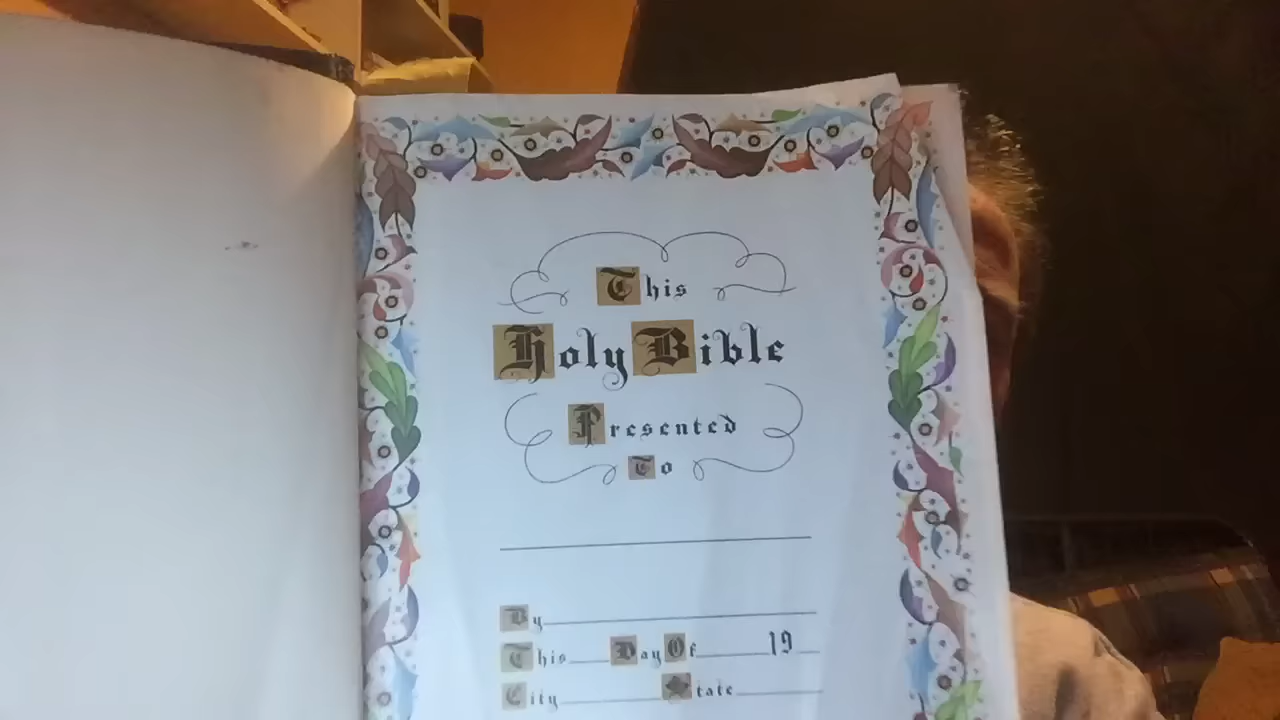 This
Holy Bible
Presented
To
By
This Day Of 19
City State